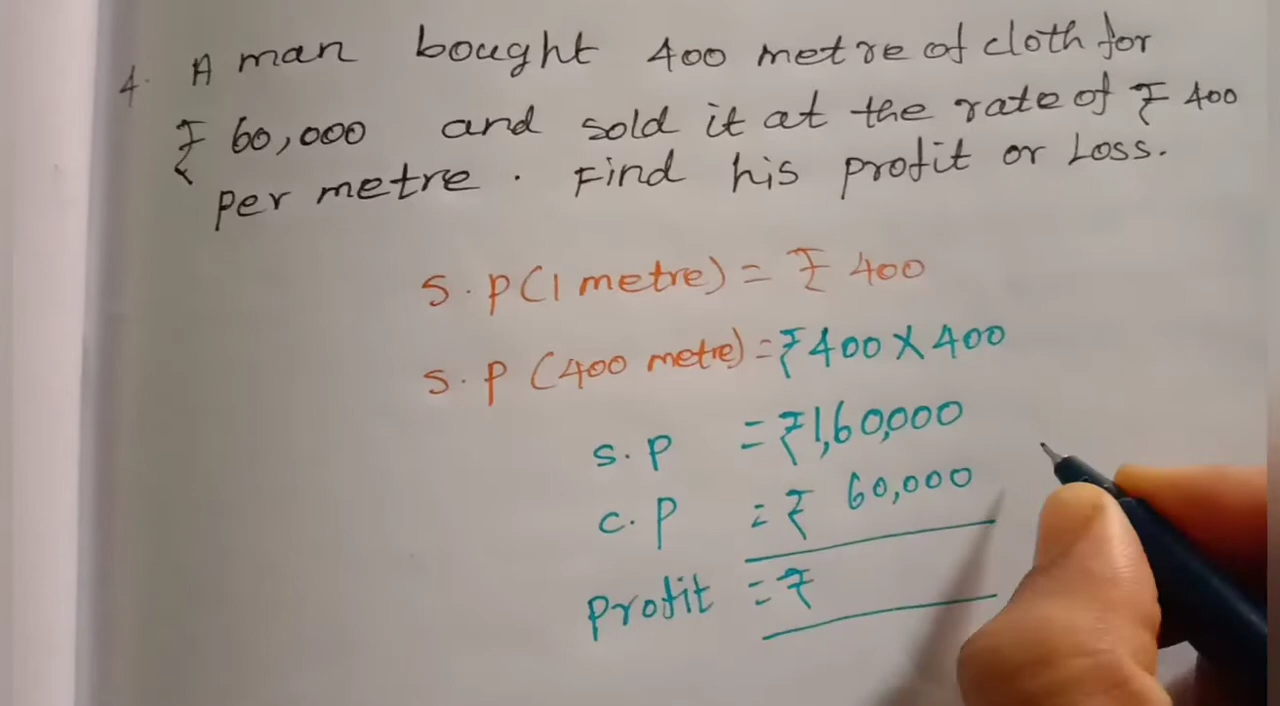 4. A man bought 400 metre of cloth for
₹ 60,000 and sold it at the rate of ₹ 400
per metre. Find his profit or Loss.
S.P (1 metre) = ₹ 400
S.P (400 metre) = ₹ 400 X 400
S.P = ₹ 1,60,000
C.P = ₹ 60,000
Profit = ₹